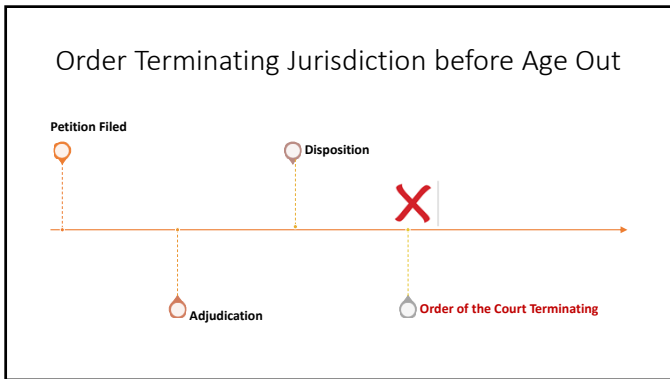 Order Terminating Jurisdiction before Age Out
Petition Filed
Disposition
Adjudication
Order of the Court Terminating